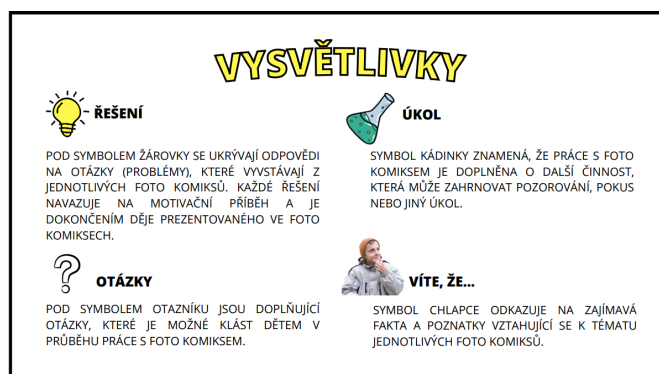 VYSVĚTLIVKY
ŘEŠENÍ
POD SYMBOLEM ŽÁROVKY SE UKRÝVAJÍ ODPOVĚDI
NA OTÁZKY (PROBLÉMY), KTERÉ VYVSTÁVAJÍ Z
JEDNOTLIVÝCH FOTO KOMIKSŮ. KAŽDÉ ŘEŠENÍ
NAVAZUJE NA MOTIVAČNÍ PŘÍBĚH A JE
DOKONČENÍM DĚJE PREZENTOVANÉHO VE FOTO
KOMIKSECH.
ÚKOL
SYMBOL KÁDINKY ZNAMENÁ, ŽE PRÁCE S FOTO
KOMIKSEM JE DOPLNĚNA O DALŠÍ ČINNOST,
KTERÁ MŮŽE ZAHRNOVAT POZOROVÁNÍ, POKUS
NEBO JINÝ ÚKOL.
OTÁZKY
POD SYMBOLEM OTAZNÍKU JSOU DOPLŇUJÍCÍ
OTÁZKY, KTERÉ JE MOŽNÉ KLÁST DĚTEM V
PRŮBĚHU PRÁCE S FOTO KOMIKSEM.
VÍTE, ŽE...
SYMBOL CHLAPCE ODKAZUJE NA ZAJÍMAVÁ
FAKTA A POZNATKY VZTAHUJÍCÍ SE K TÉMATU
JEDNOTLIVÝCH FOTO KOMIKSŮ.